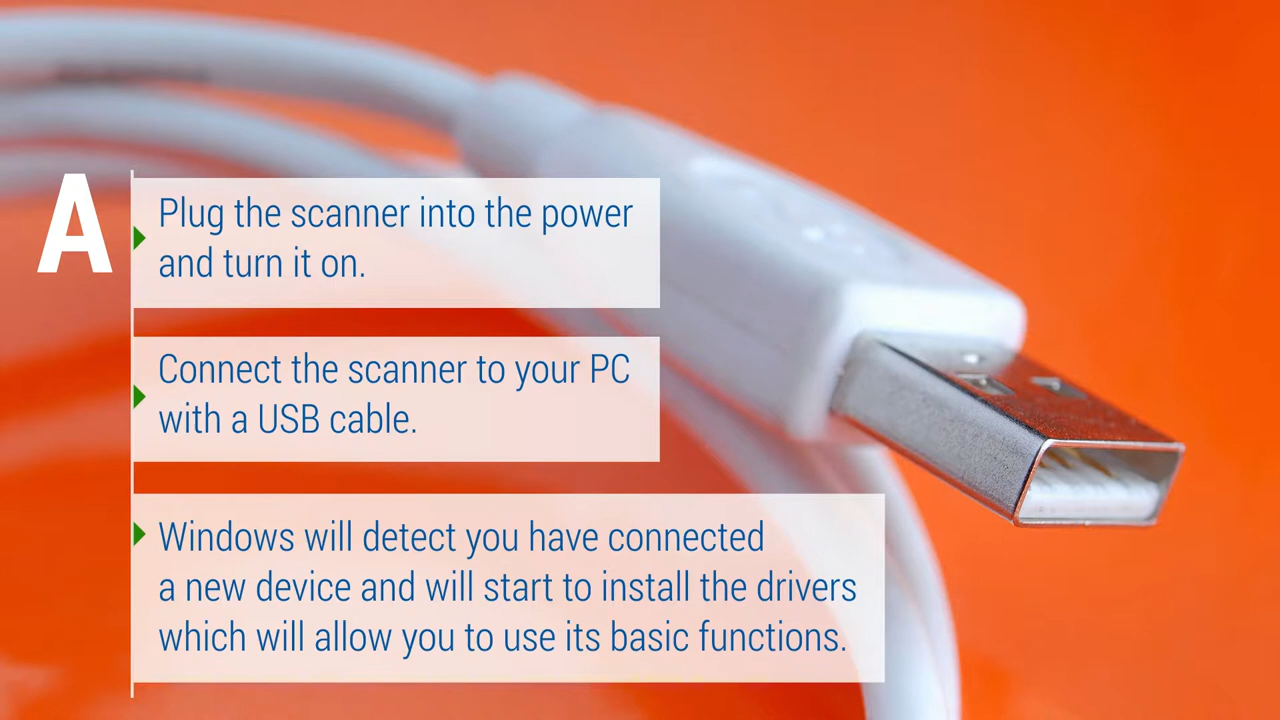 A
Plug the scanner into the power
and turn it on.
Connect the scanner to your PC
with a USB cable.
Windows will detect you have connected
a new device and will start to install the drivers
which will allow you to use its basic functions.